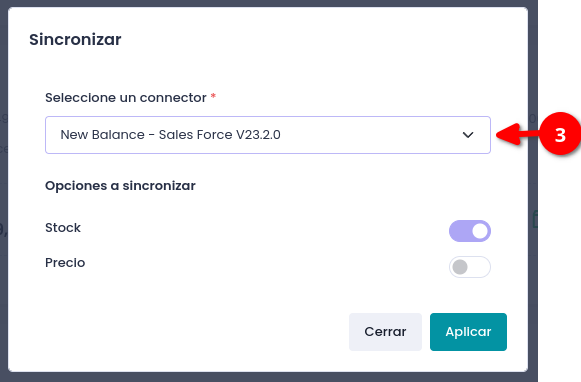 Sincronizar
Seleccione un connector *
New Balance - Sales Force V23.2.0
3
Opciones a sincronizar
Stock
Precio
Cerrar
Aplicar